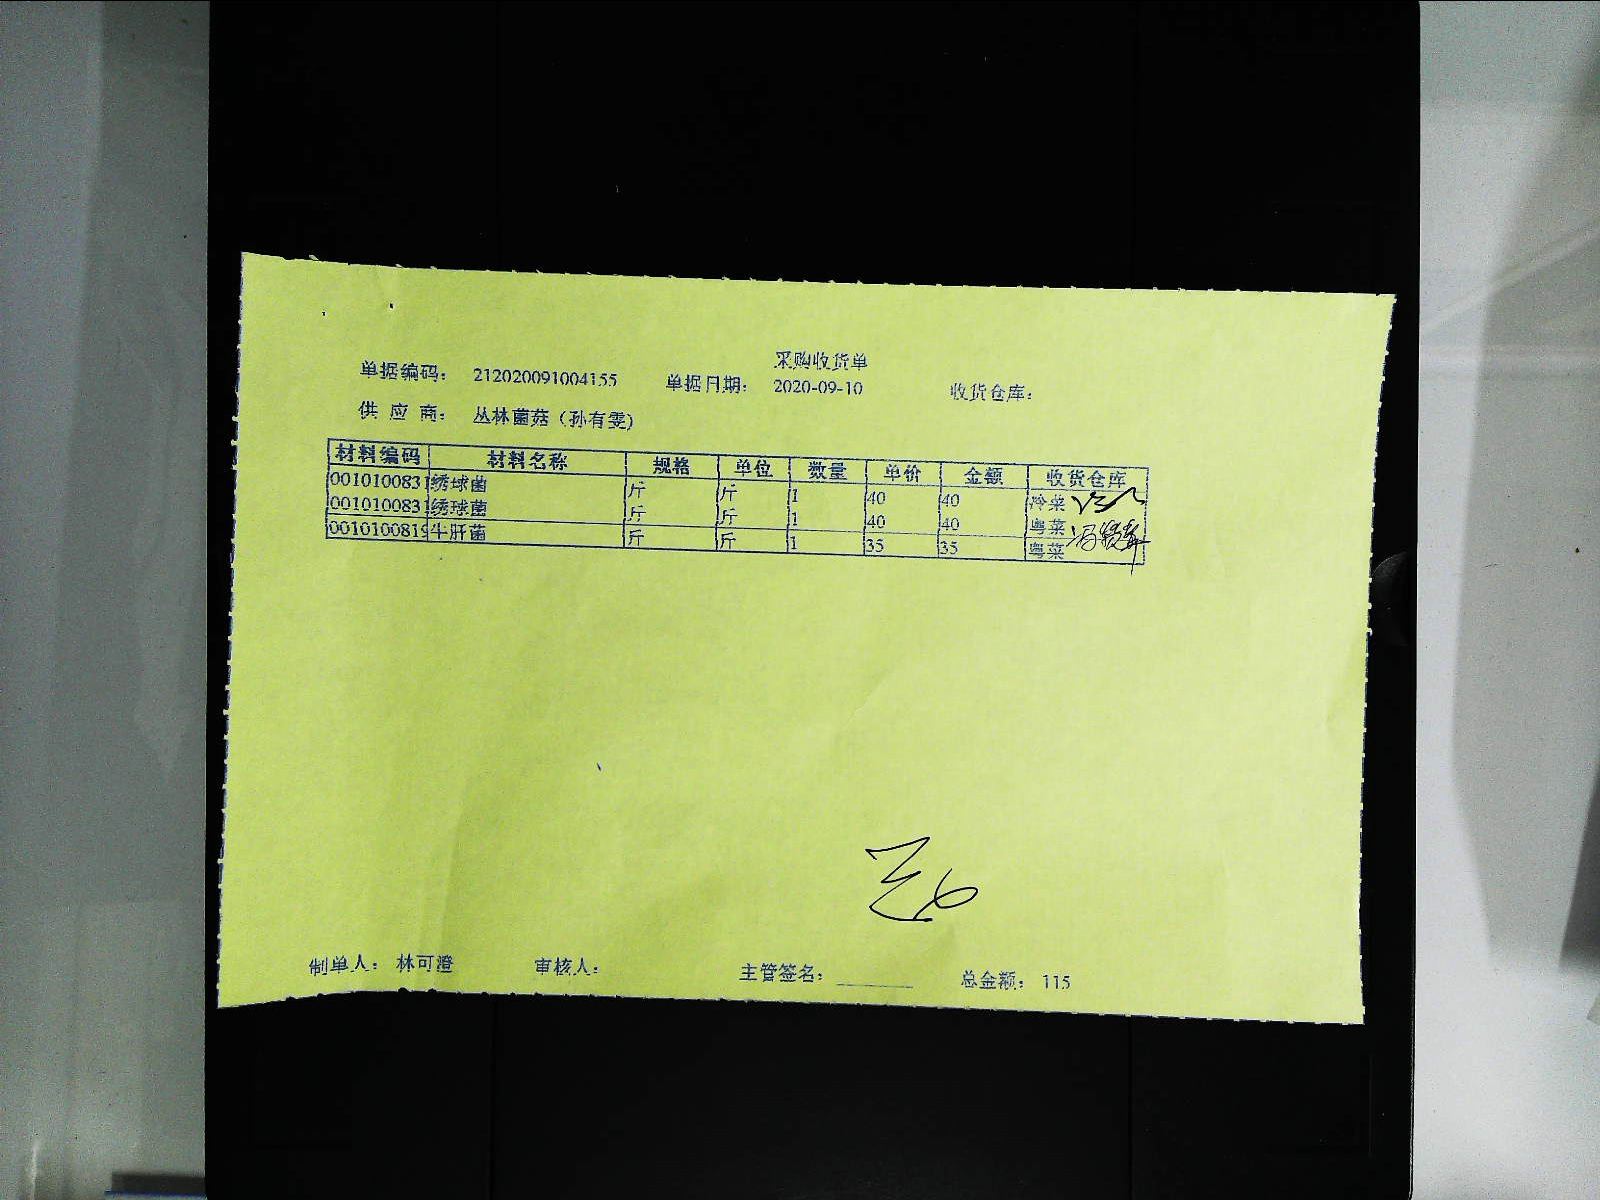 采购收货单
单据编码： 212020091004155 单据日期： 2020-09-10 收货仓库：
供 应 商： 丛林菌菇（孙有雯）
材料编码 材料名称 规格 单位 数量 单价 金额 收货仓库
0010100831 绣球菌 斤 斤 1 40 40 冷菜
0010100831 绣球菌 斤 斤 1 40 40 粤菜
0010100819 牛肝菌 斤 斤 1 35 35 粤菜
制单人： 林可澄 审核人： 主管签名： 总金额： 115